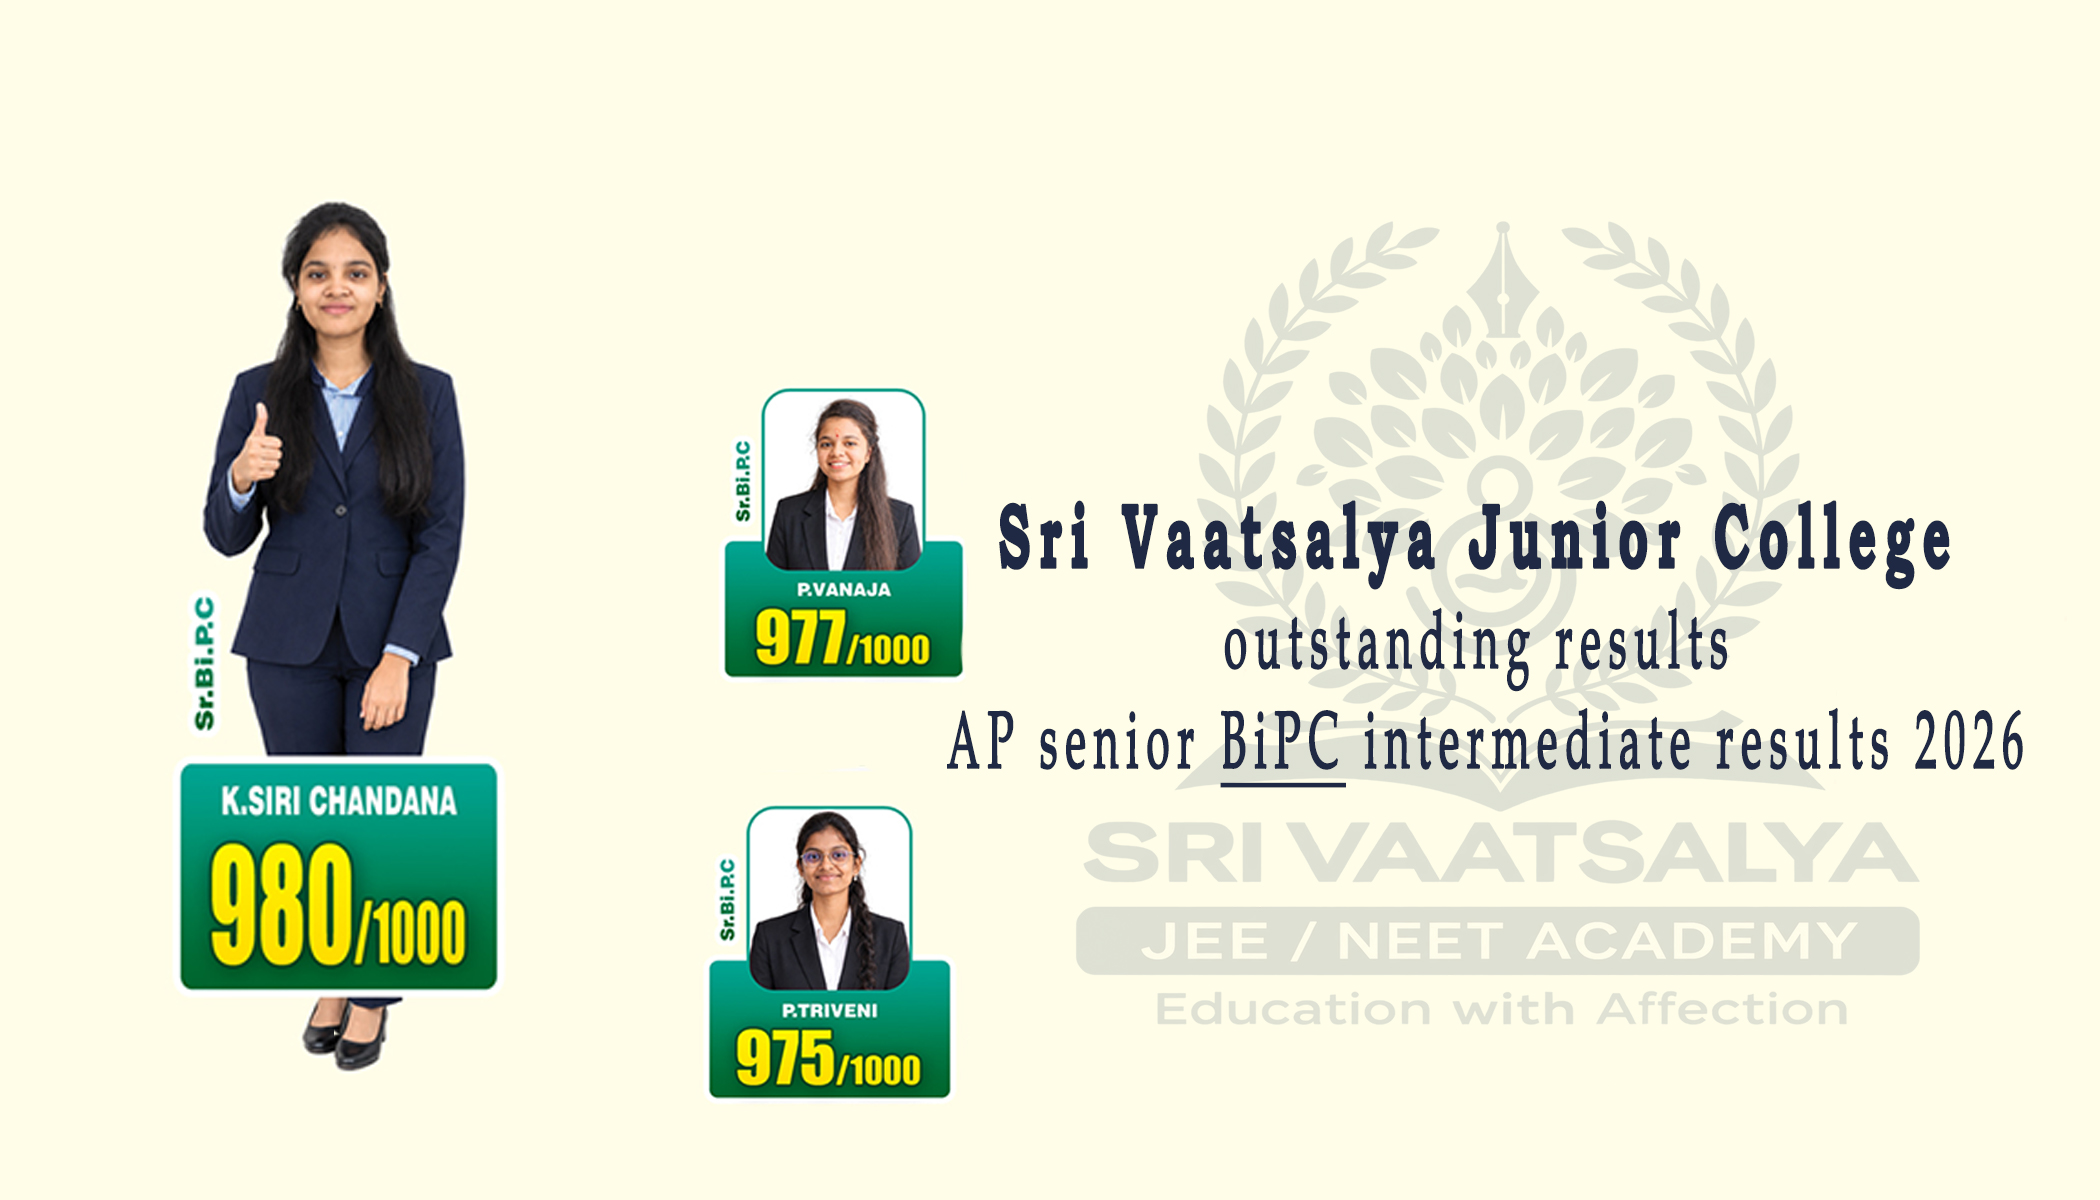 Sr.Bi.P.C
K.SIRI CHANDANA
980/1000
Sr.Bi.P.C
P.VANAJA
977/1000
Sr.Bi.P.C
P.TRIVENI
975/1000
Sri Vaatsalya Junior College
outstanding results
AP senior BiPC intermediate results 2026
SRI VAATSALYA
JEE / NEET ACADEMY
Education with Affection